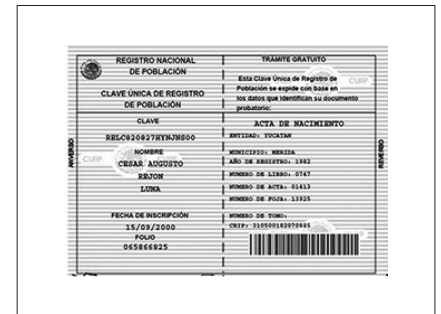 REGISTRO NACIONAL
DE POBLACIÓN
CLAVE ÚNICA DE REGISTRO
DE POBLACIÓN
CLAVE
RELC820827HYNJNS00
NOMBRE
CESAR AUGUSTO
REJON
LUNA
FECHA DE INSCRIPCIÓN
15/09/2000
FOLIO
065866825
ANVERSO
TRÁMITE GRATUITO
Esta Clave Única de Registro de
Población se expide con base en
los datos que identifican su documento
probatorio:
ACTA DE NACIMIENTO
ENTIDAD: YUCATAN
MUNICIPIO: MERIDA
AÑO DE REGISTRO: 1982
NUMERO DE LIBRO: 0747
NUMERO DE ACTA: 01413
NUMERO DE FOJA: 13925
NUMERO DE TOMO:
CRIP:
REVERSO
CURP
CURP